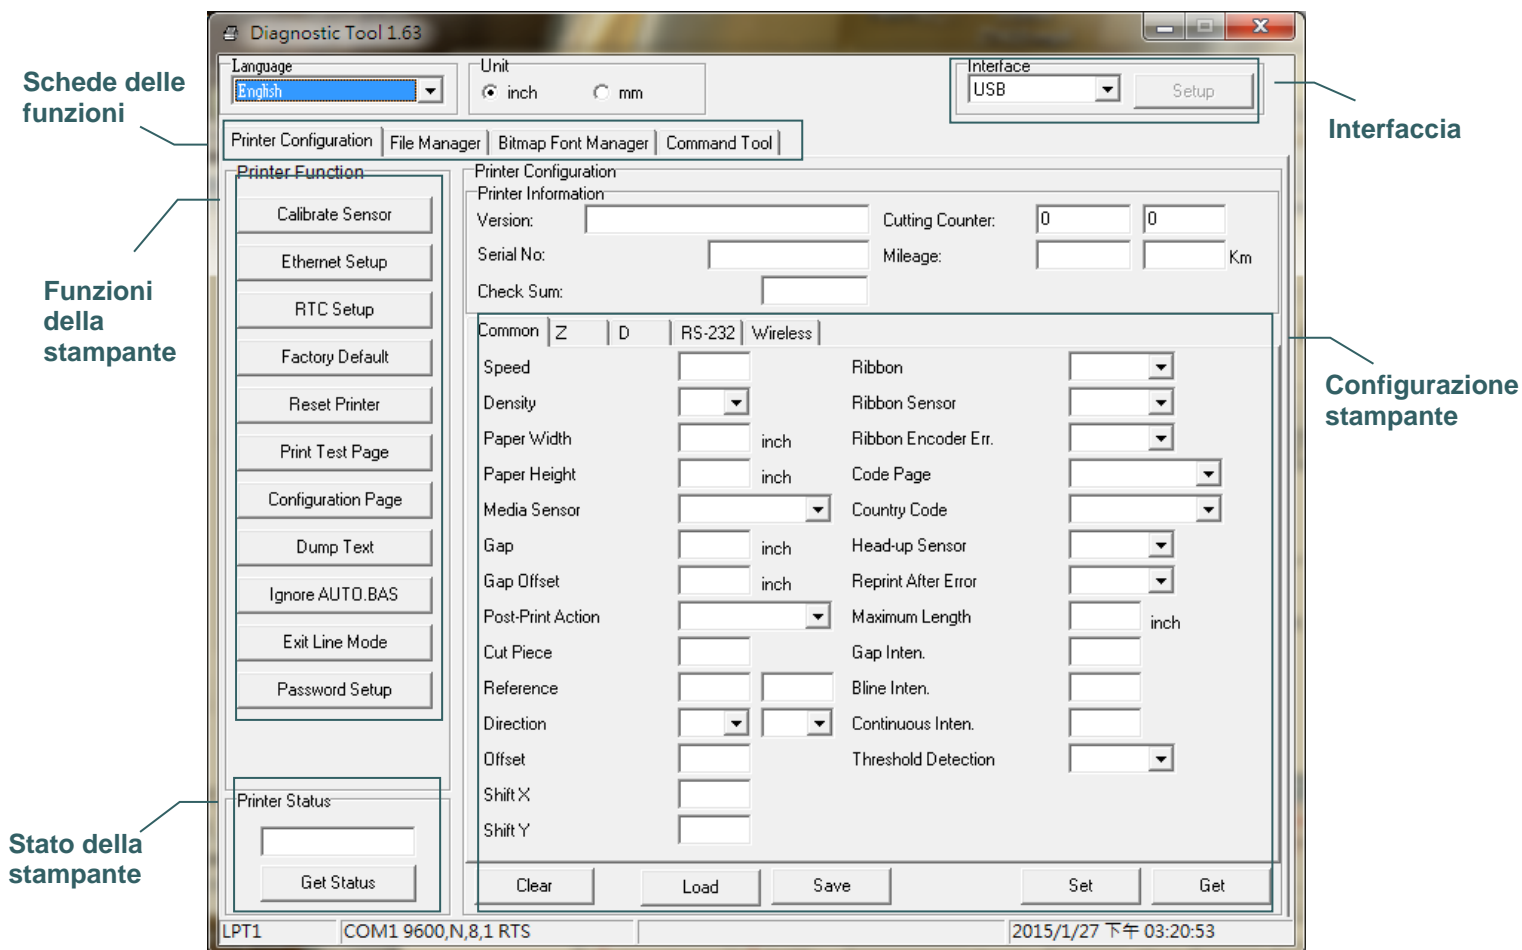 Diagnostic Tool 1.63
Language
English
Unit
inch
mm
Interface
USB
Setup
Schede delle
funzioni
Interfaccia
Printer Configuration
File Manager
Bitmap Font Manager
Command Tool
Printer Function
Calibrate Sensor
Ethernet Setup
RTC Setup
Factory Default
Reset Printer
Print Test Page
Configuration Page
Dump Text
Ignore AUTO.BAS
Exit Line Mode
Password Setup
Funzioni
della
stampante
Printer Configuration
Printer Information
Version:
Cutting Counter: 0 0
Serial No:
Mileage: Km
Check Sum:
Common
Z
D
RS-232
Wireless
Speed
Density
Paper Width inch
Paper Height inch
Media Sensor
Gap inch
Gap Offset inch
Post-Print Action
Cut Piece
Reference
Direction
Offset
Shift X
Shift Y
Ribbon
Ribbon Sensor
Ribbon Encoder Err.
Code Page
Country Code
Head-up Sensor
Reprint After Error
Maximum Length inch
Gap Inten.
Bline Inten.
Continuous Inten.
Threshold Detection
Configurazione
stampante
Printer Status
Get Status
Stato della
stampante
Clear
Load
Save
Set
Get
LPT1
COM1 9600,N,8,1 RTS
2015/1/27 下午 03:20:53